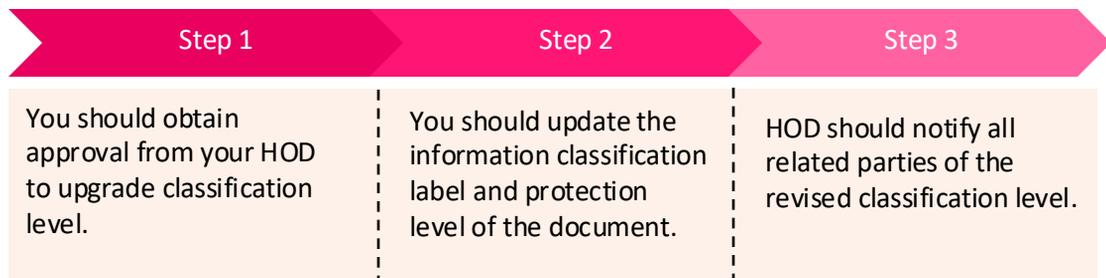 Step 1
Step 2
Step 3
You should obtain
approval from your HOD
to upgrade classification
level.
You should update the
information classification
label and protection
level of the document.
HOD should notify all
related parties of the
revised classification level.